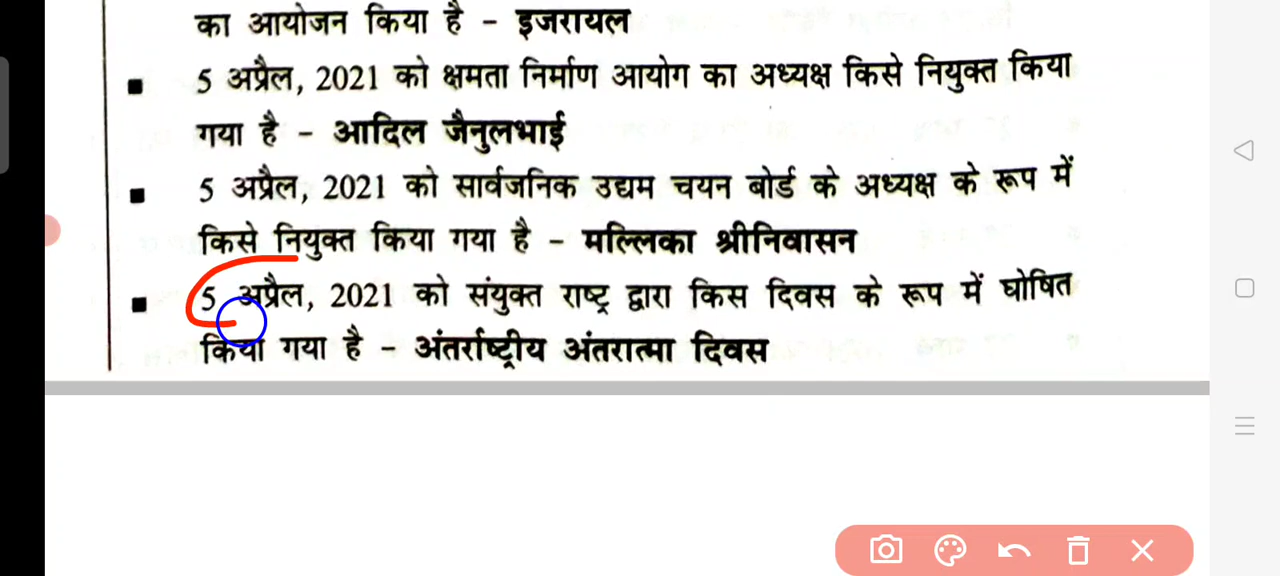 का आयोजन किया है – इजरायल
▪ 5 अप्रैल, 2021 को क्षमता निर्माण आयोग का अध्यक्ष किसे नियुक्त किया
गया है – आदिल जैनुलभाई
▪ 5 अप्रैल, 2021 को सार्वजनिक उद्यम चयन बोर्ड के अध्यक्ष के रूप में
किसे नियुक्त किया गया है – मल्लिका श्रीनिवासन
▪ 5 अप्रैल, 2021 को संयुक्त राष्ट्र द्वारा किस दिवस के रूप में घोषित
किया गया है – अंतर्राष्ट्रीय अंतरात्मा दिवस